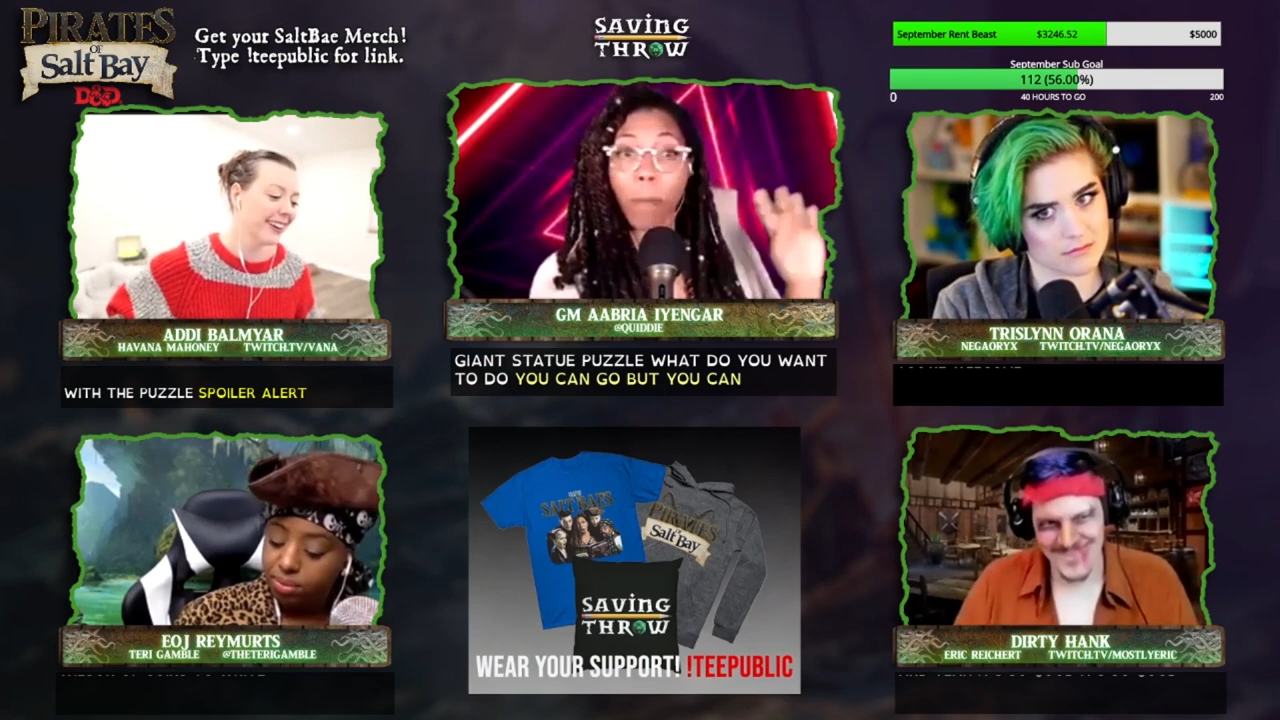 PIRATES
OF
Salt Bay
D&D
Get your SaltBae Merch!
Type !teepublic for link.
SAVING
THROW
September Rent Beast $3246.52 $5000
September Sub Goal
112 (56.00%)
0 40 HOURS TO GO 200
ADDI BALMYAR
HAVANA MAHONEY TWITCH.TV/VANA
WITH THE PUZZLE SPOILER ALERT
GM AABRIA IYENGAR
@QUIDDIE
GIANT STATUE PUZZLE WHAT DO YOU WANT
TO DO YOU CAN GO BUT YOU CAN
TRISLYNN ORANA
NEGAORYX TWITCH.TV/NEGAORYX
EOJ REYMURTS
TERI GAMBLE @THETERIGAMBLE
SALT BAES
PIRATES
OF
Salt Bay
SAVING
THROW
WEAR YOUR SUPPORT! !TEEPUBLIC
DIRTY HANK
ERIC REICHERT TWITCH.TV/MOSTLYERIC